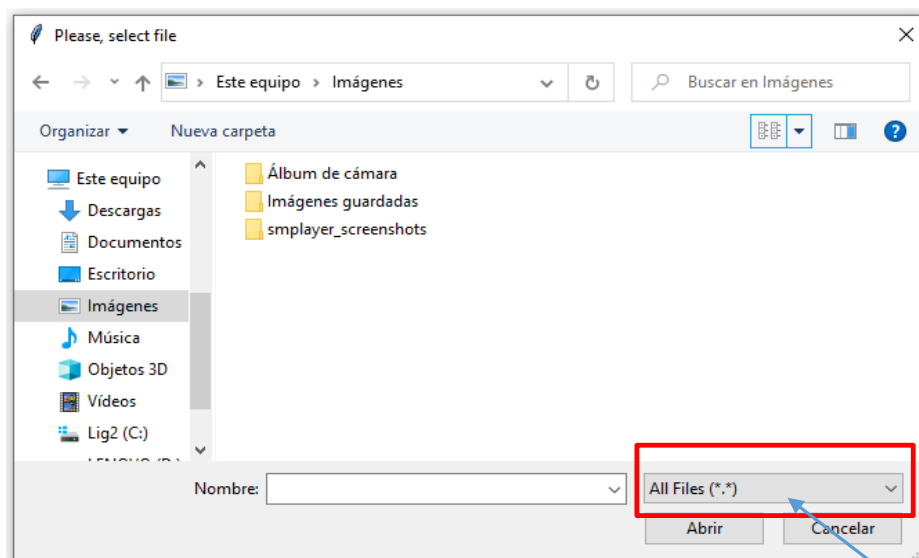 Please, select file
Este equipo > Imágenes
Buscar en Imágenes
Organizar
Nueva carpeta
Este equipo
Descargas
Documentos
Escritorio
Imágenes
Música
Objetos 3D
Vídeos
Lig2 (C:)
Álbum de cámara
Imágenes guardadas
smplayer_screenshots
Nombre:
All Files (*.*)
Abrir
Cancelar